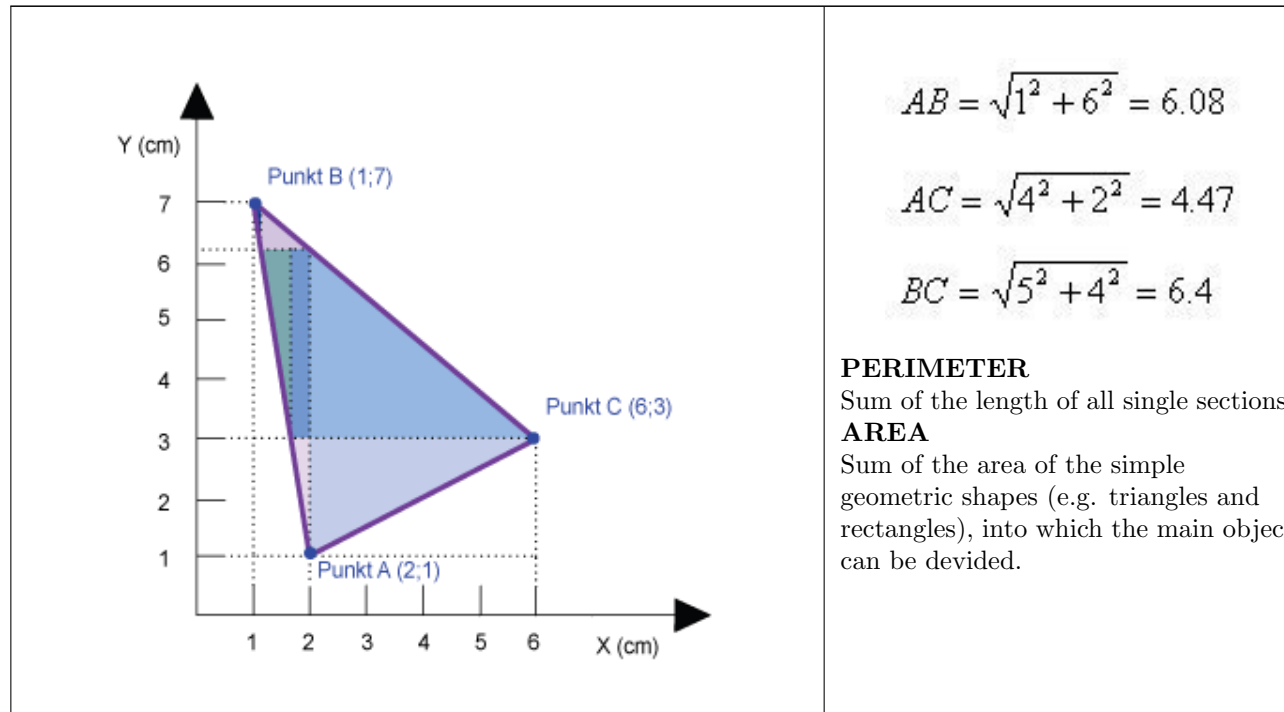 Y (cm)
Punkt B (1;7)
7
6
5
4
Punkt C (6;3)
3
2
1
Punkt A (2;1)
1 2 3 4 5 6 X (cm)
AB = √(1² + 6²) = 6.08
AC = √(4² + 2²) = 4.47
BC = √(5² + 4²) = 6.4
PERIMETER
Sum of the length of all single sections
AREA
Sum of the area of the simple
geometric shapes (e.g. triangles and
rectangles), into which the main objec
can be devided.